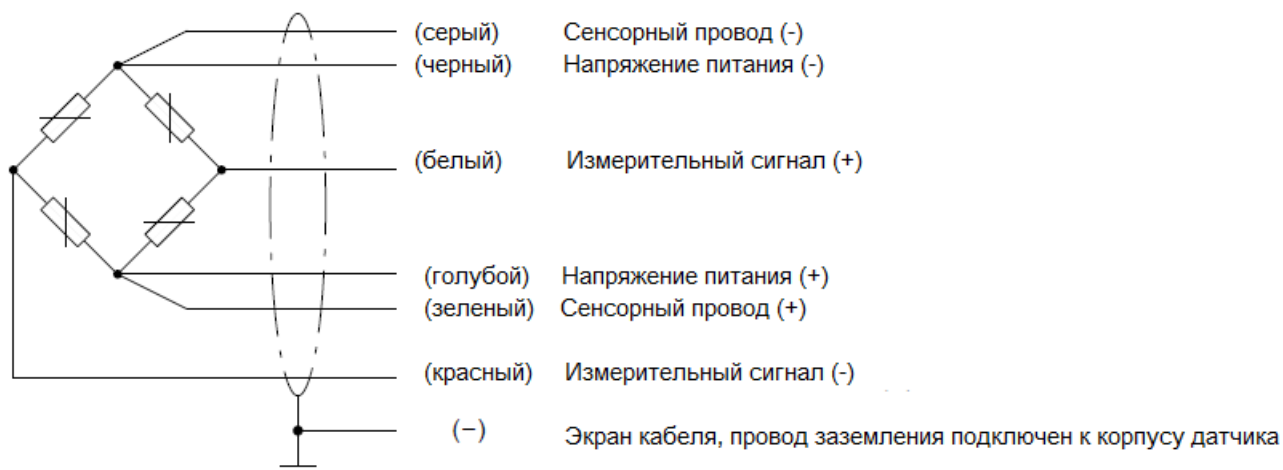 (серый) Сенсорный провод (-)
(черный) Напряжение питания (-)
(белый) Измерительный сигнал (+)
(голубой) Напряжение питания (+)
(зеленый) Сенсорный провод (+)
(красный) Измерительный сигнал (-)
(−) Экран кабеля, провод заземления подключен к корпусу датчика